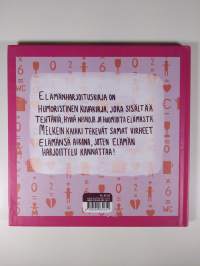 ELÄMÄNHARJOITUSKIRJA ON
HUMORISTINEN KUVAKIRJA, JOKA SISÄLTÄÄ
TEHTÄVIÄ, HYVIÄ NEUVOJA JA HUOMIOITA ELÄMÄSTÄ.
MELKEIN KAIKKI TEKEVÄT SAMAT VIRHEET
ELÄMÄNSÄ AIKANA, JOTEN ELÄMÄN
HARJOITTELU KANNATTAA!